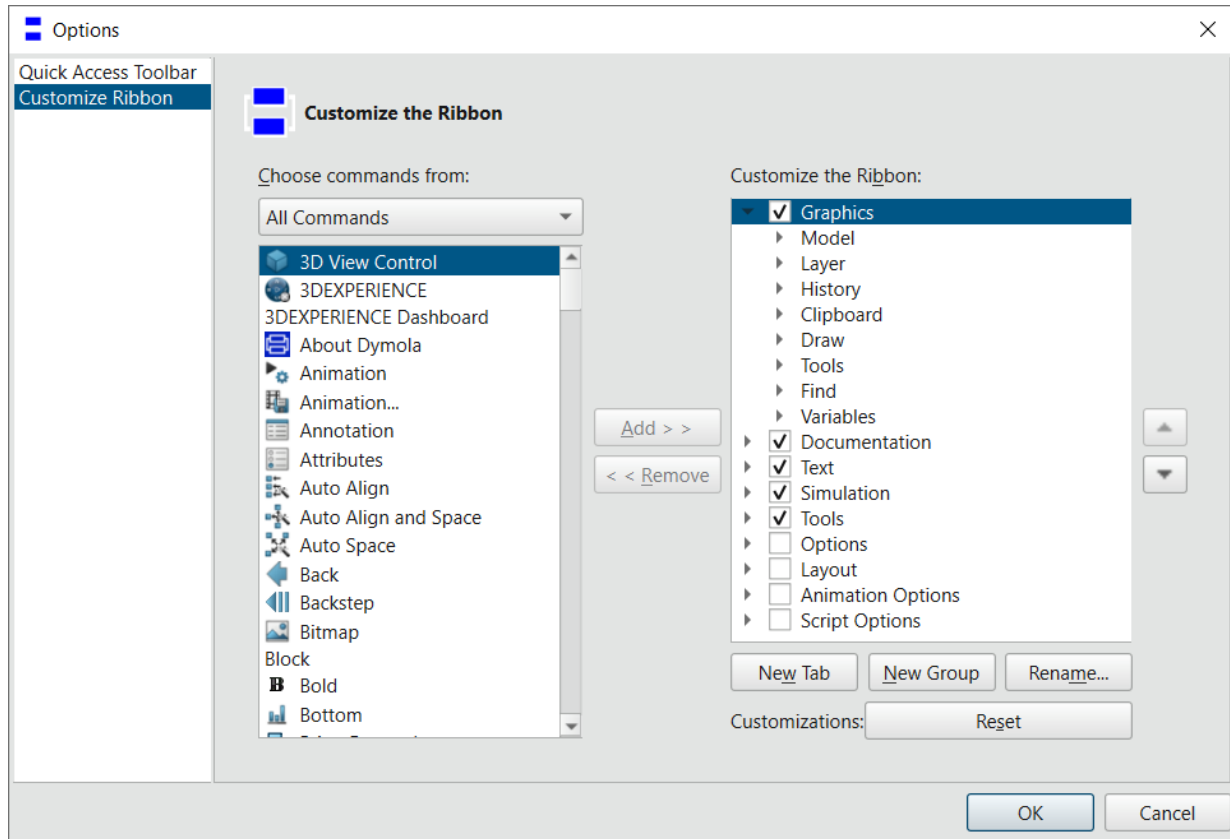 Options
Quick Access Toolbar
Customize Ribbon
Customize the Ribbon
Choose commands from:
All Commands
3D View Control
3DEXPERIENCE
3DEXPERIENCE Dashboard
About Dymola
Animation
Animation...
Annotation
Attributes
Auto Align
Auto Align and Space
Auto Space
Back
Backstep
Bitmap
Block
B Bold
Bottom
Add > >
< < Remove
Customize the Ribbon:
Graphics
Model
Layer
History
Clipboard
Draw
Tools
Find
Variables
Documentation
Text
Simulation
Tools
Options
Layout
Animation Options
Script Options
New Tab
New Group
Rename...
Customizations:
Reset
OK
Cancel